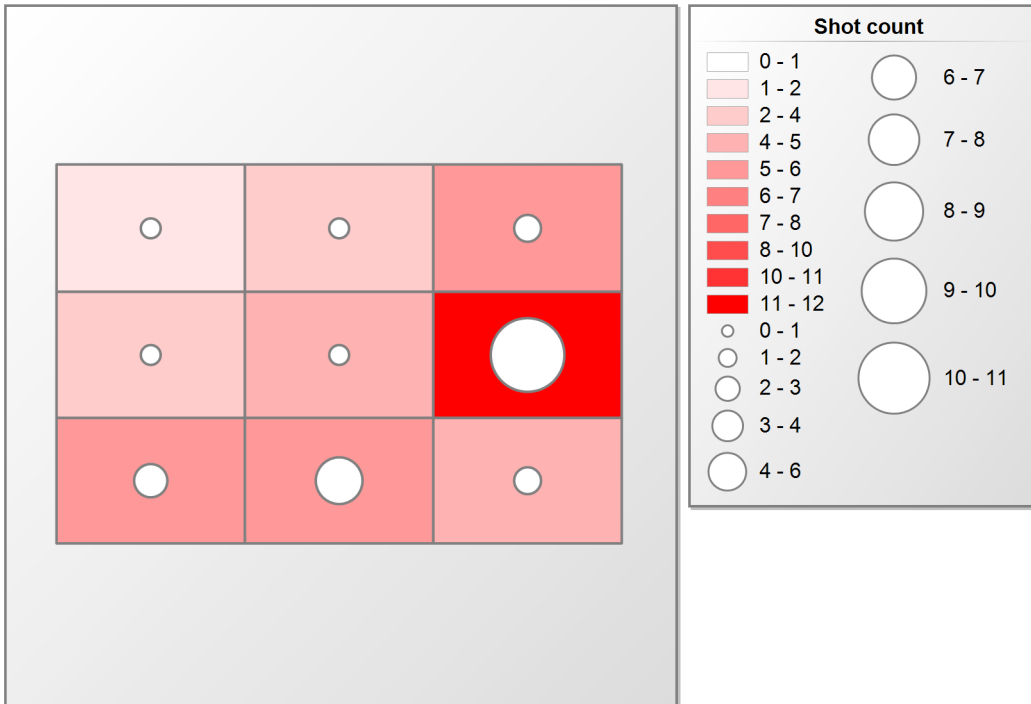 Shot count
0 - 1
1 - 2
2 - 4
4 - 5
5 - 6
6 - 7
7 - 8
8 - 10
10 - 11
11 - 12
0 - 1
1 - 2
2 - 3
3 - 4
4 - 6
6 - 7
7 - 8
8 - 9
9 - 10
10 - 11